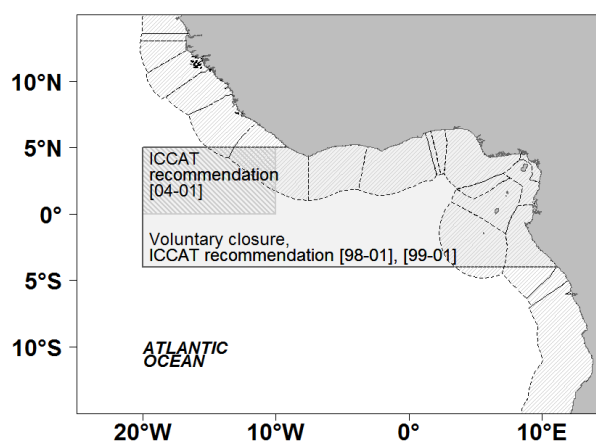 10°N
5°N
0°
5°S
10°S
ICCAT
recommendation
[04-01]
Voluntary closure,
ICCAT recommendation [98-01], [99-01]
ATLANTIC
OCEAN
20°W
10°W
0°
10°E